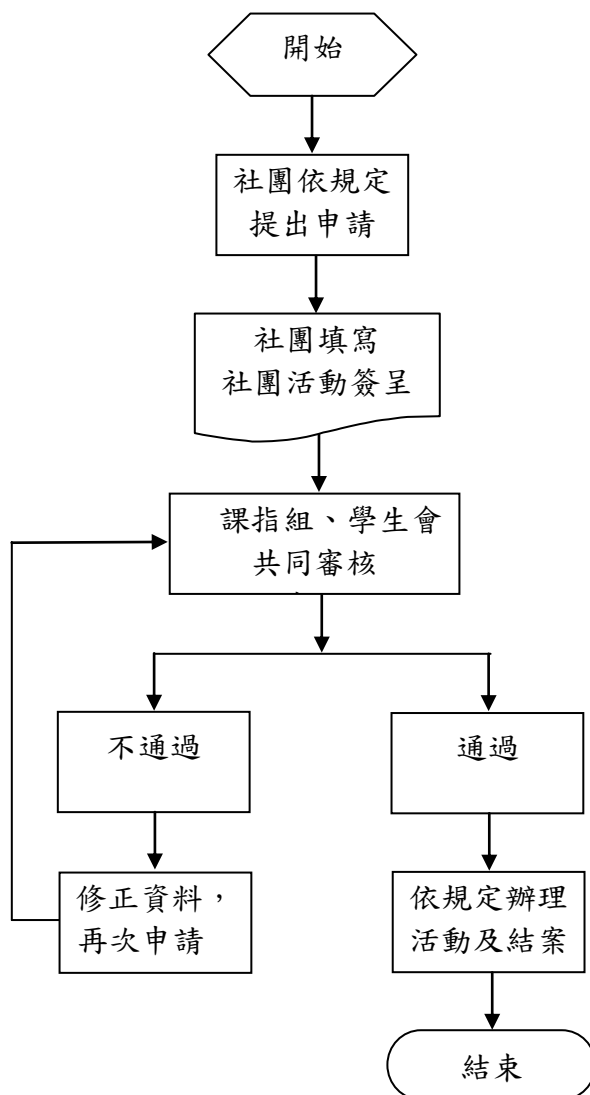 開始
社團依規定
提出申請
社團填寫
社團活動簽呈
課指組、學生會
共同審核
不通過
通過
修正資料，
再次申請
依規定辦理
活動及結案
結束